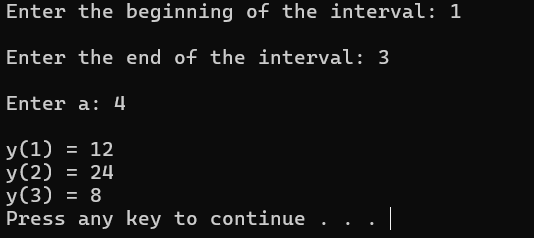 Enter the beginning of the interval: 1
Enter the end of the interval: 3
Enter a: 4
y(1) = 12
y(2) = 24
y(3) = 8
Press any key to continue . . .